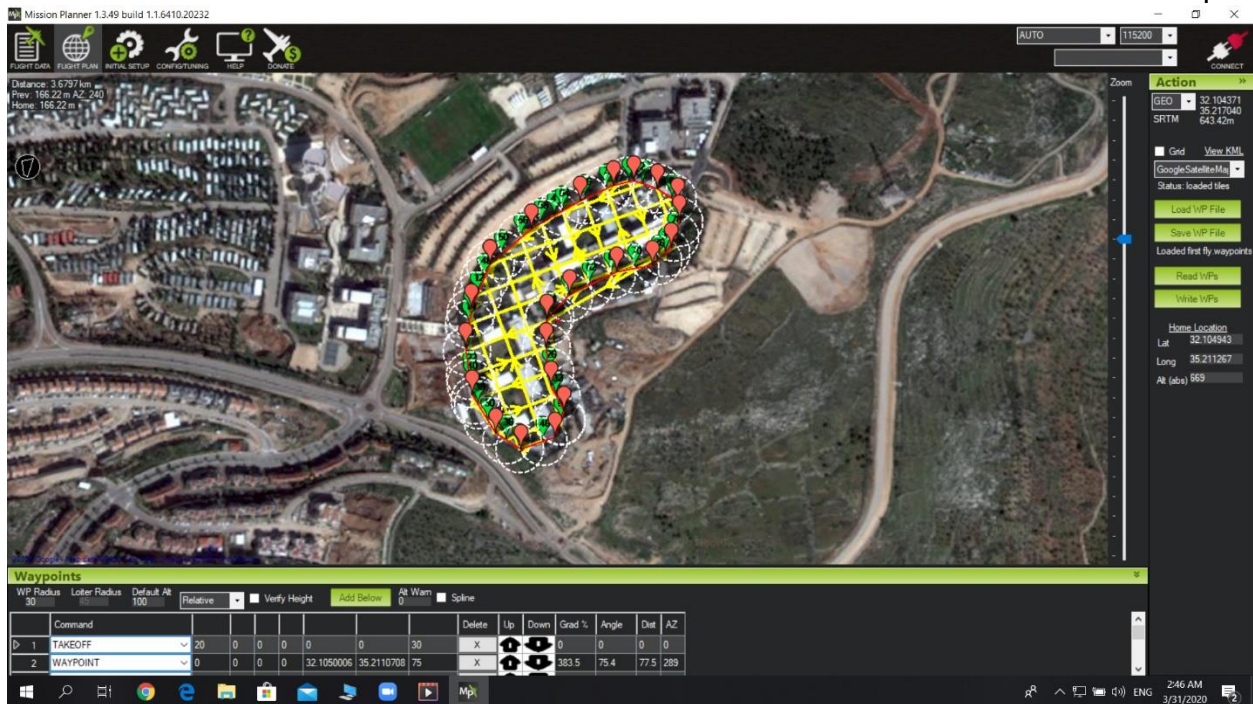 Mission Planner 1.3.49 build 1.1.6410.20232
FLIGHT DATA FLIGHT PLAN INITIAL SETUP CONFIG/TUNING HELP DONATE
AUTO 115200
CONNECT
Distance: 3.6797 km
Prev: 166.22 m AZ: 240
Home: 166.22 m
Zoom
Action »
GEO 32.104371
35.217040
SRTM 643.42m
Grid View KML
GoogleSatelliteMap
Status: loaded tiles
Load WP File
Save WP File
Loaded first fly waypoints
Read WPs
Write WPs
Home Location
Lat 32.104943
Long 35.211267
Alt (abs) 669
Waypoints
WP Radius Loiter Radius Default Alt Alt Warn
30 45 100 Relative Verify Height Add Below 0 Spline
Command Delete Up Down Grad % Angle Dist AZ
1 TAKEOFF 20 0 0 0 0 0 30 X 0 0 0 0
2 WAYPOINT 0 0 0 0 32.1050006 35.2110708 75 X 383.5 75.4 77.5 289
Mp ENG 2:46 AM
3/31/2020 2